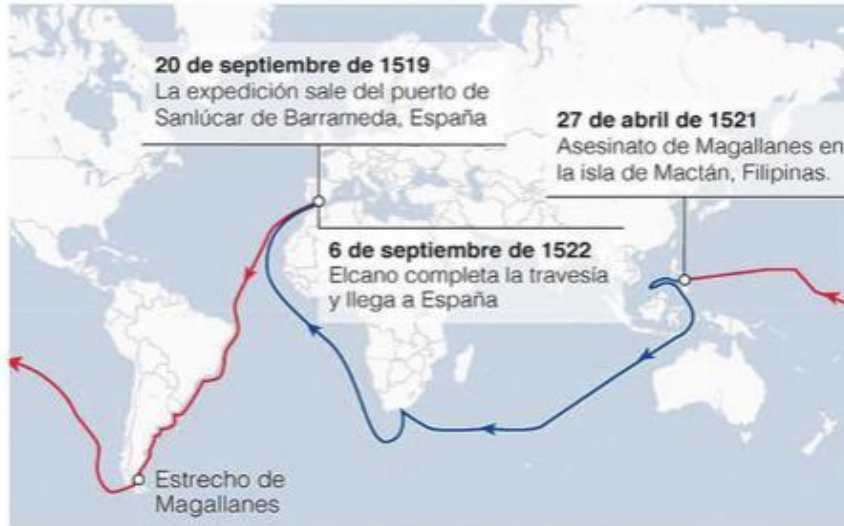 20 de septiembre de 1519
La expedición sale del puerto de
Sanlúcar de Barrameda, España
27 de abril de 1521
Asesinato de Magallanes en
la isla de Mactán, Filipinas.
6 de septiembre de 1522
Elcano completa la travesía
y llega a España
Estrecho de
Magallanes